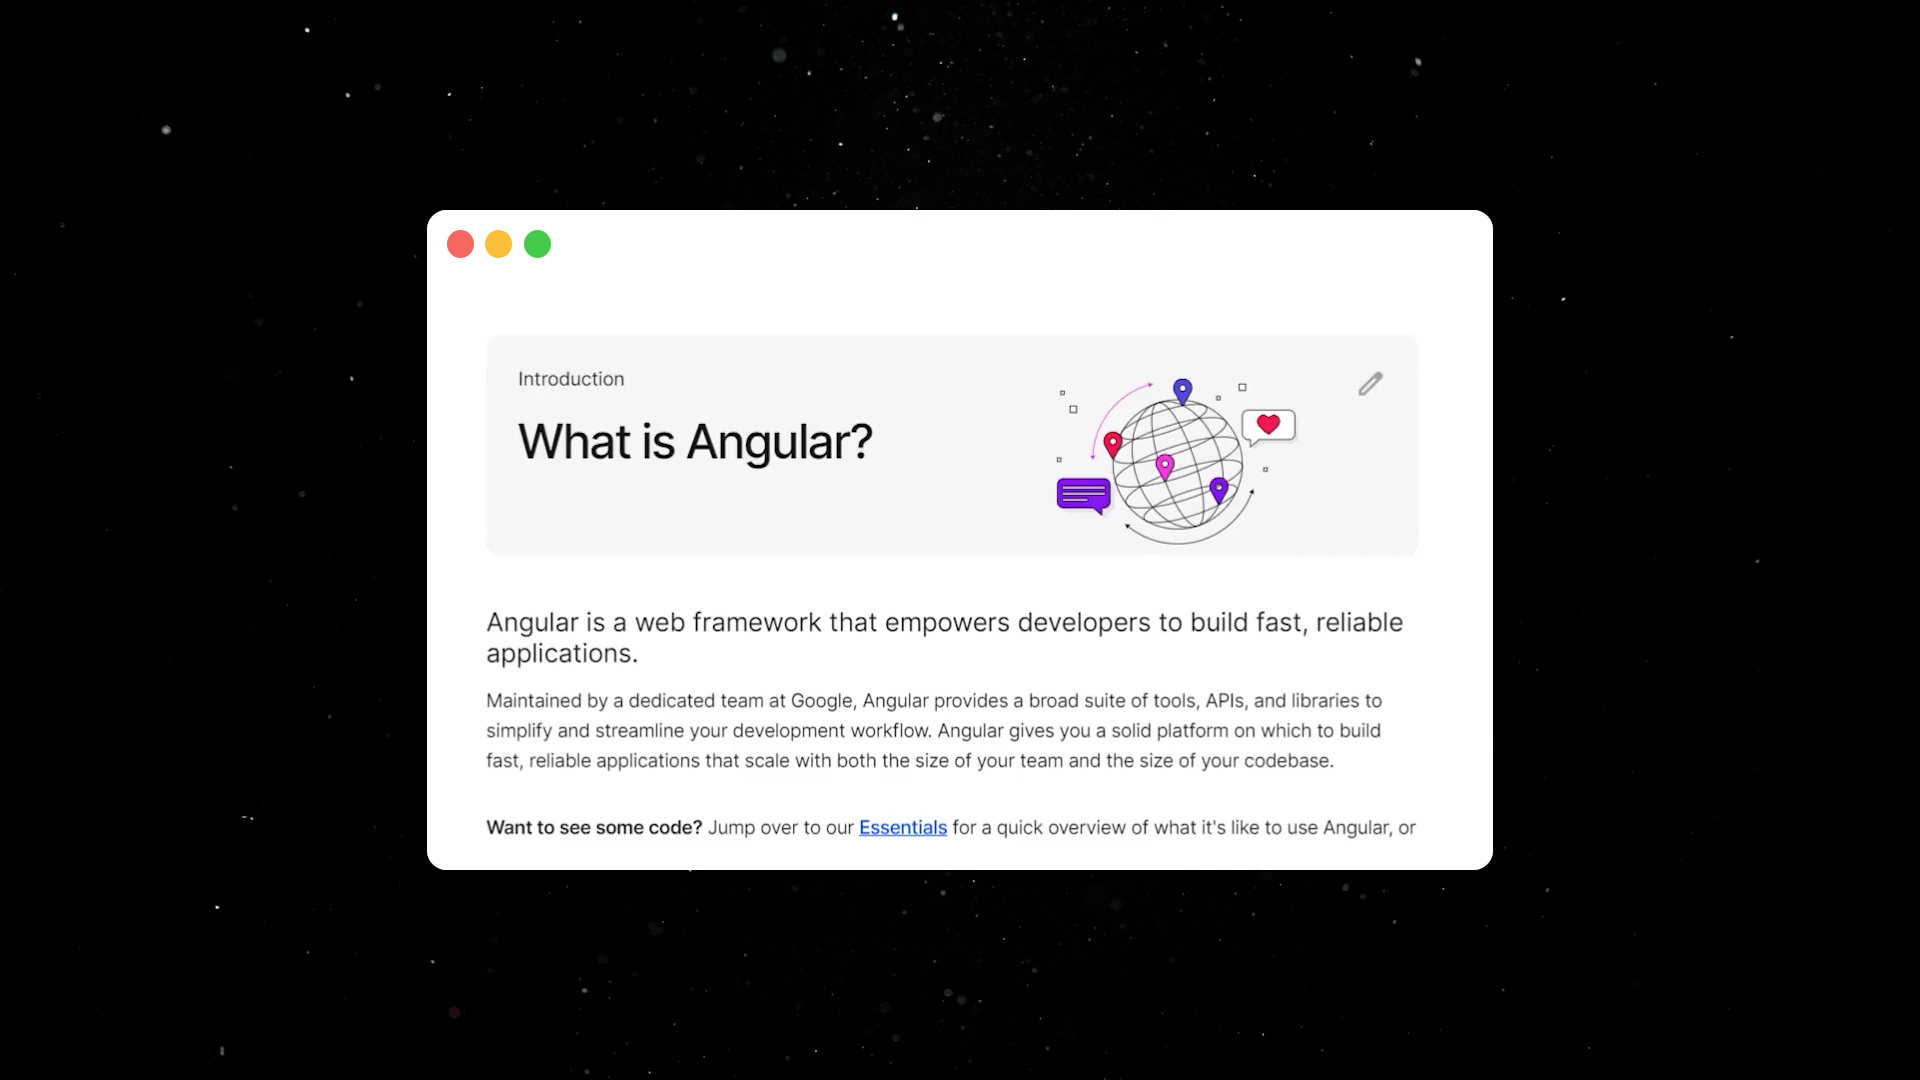 Introduction
What is Angular?
Angular is a web framework that empowers developers to build fast, reliable
applications.
Maintained by a dedicated team at Google, Angular provides a broad suite of tools, APIs, and libraries to
simplify and streamline your development workflow. Angular gives you a solid platform on which to build
fast, reliable applications that scale with both the size of your team and the size of your codebase.
Want to see some code? Jump over to our Essentials for a quick overview of what it's like to use Angular, or